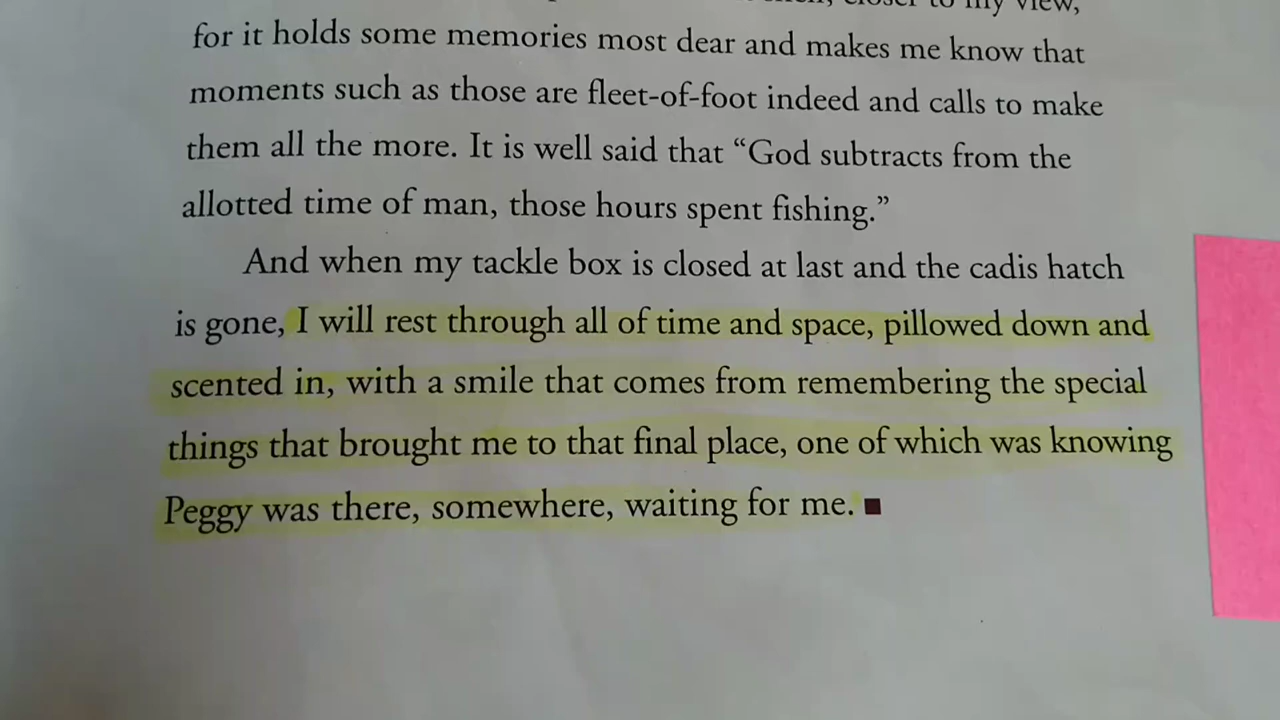 to my view,
for it holds some memories most dear and makes me know that
moments such as those are fleet-of-foot indeed and calls to make
them all the more. It is well said that “God subtracts from the
allotted time of man, those hours spent fishing.”
And when my tackle box is closed at last and the cadis hatch
is gone, I will rest through all of time and space, pillowed down and
scented in, with a smile that comes from remembering the special
things that brought me to that final place, one of which was knowing
Peggy was there, somewhere, waiting for me. ■